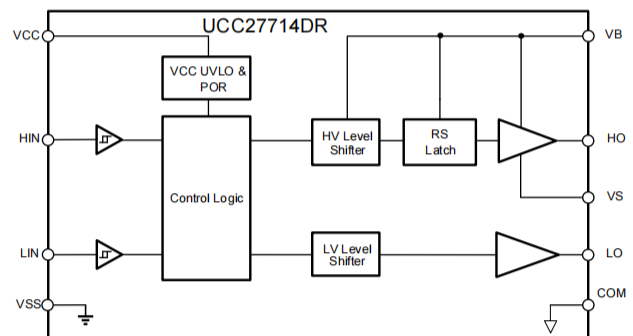 UCC27714DR
VCC
VB
VCC UVLO &
POR
HIN
HV Level
Shifter
RS
Latch
HO
Control Logic
VS
LIN
LV Level
Shifter
LO
VSS
COM